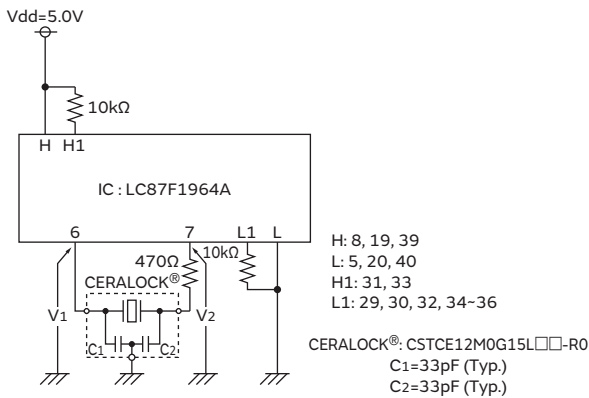 Vdd=5.0V
10kΩ
H H1
IC : LC87F1964A
6 7 L1 L
470Ω 10kΩ
CERALOCK®
V1 V2
C1 C2
H: 8, 19, 39
L: 5, 20, 40
H1: 31, 33
L1: 29, 30, 32, 34~36
CERALOCK®: CSTCE12M0G15L□□-R0
C1=33pF (Typ.)
C2=33pF (Typ.)